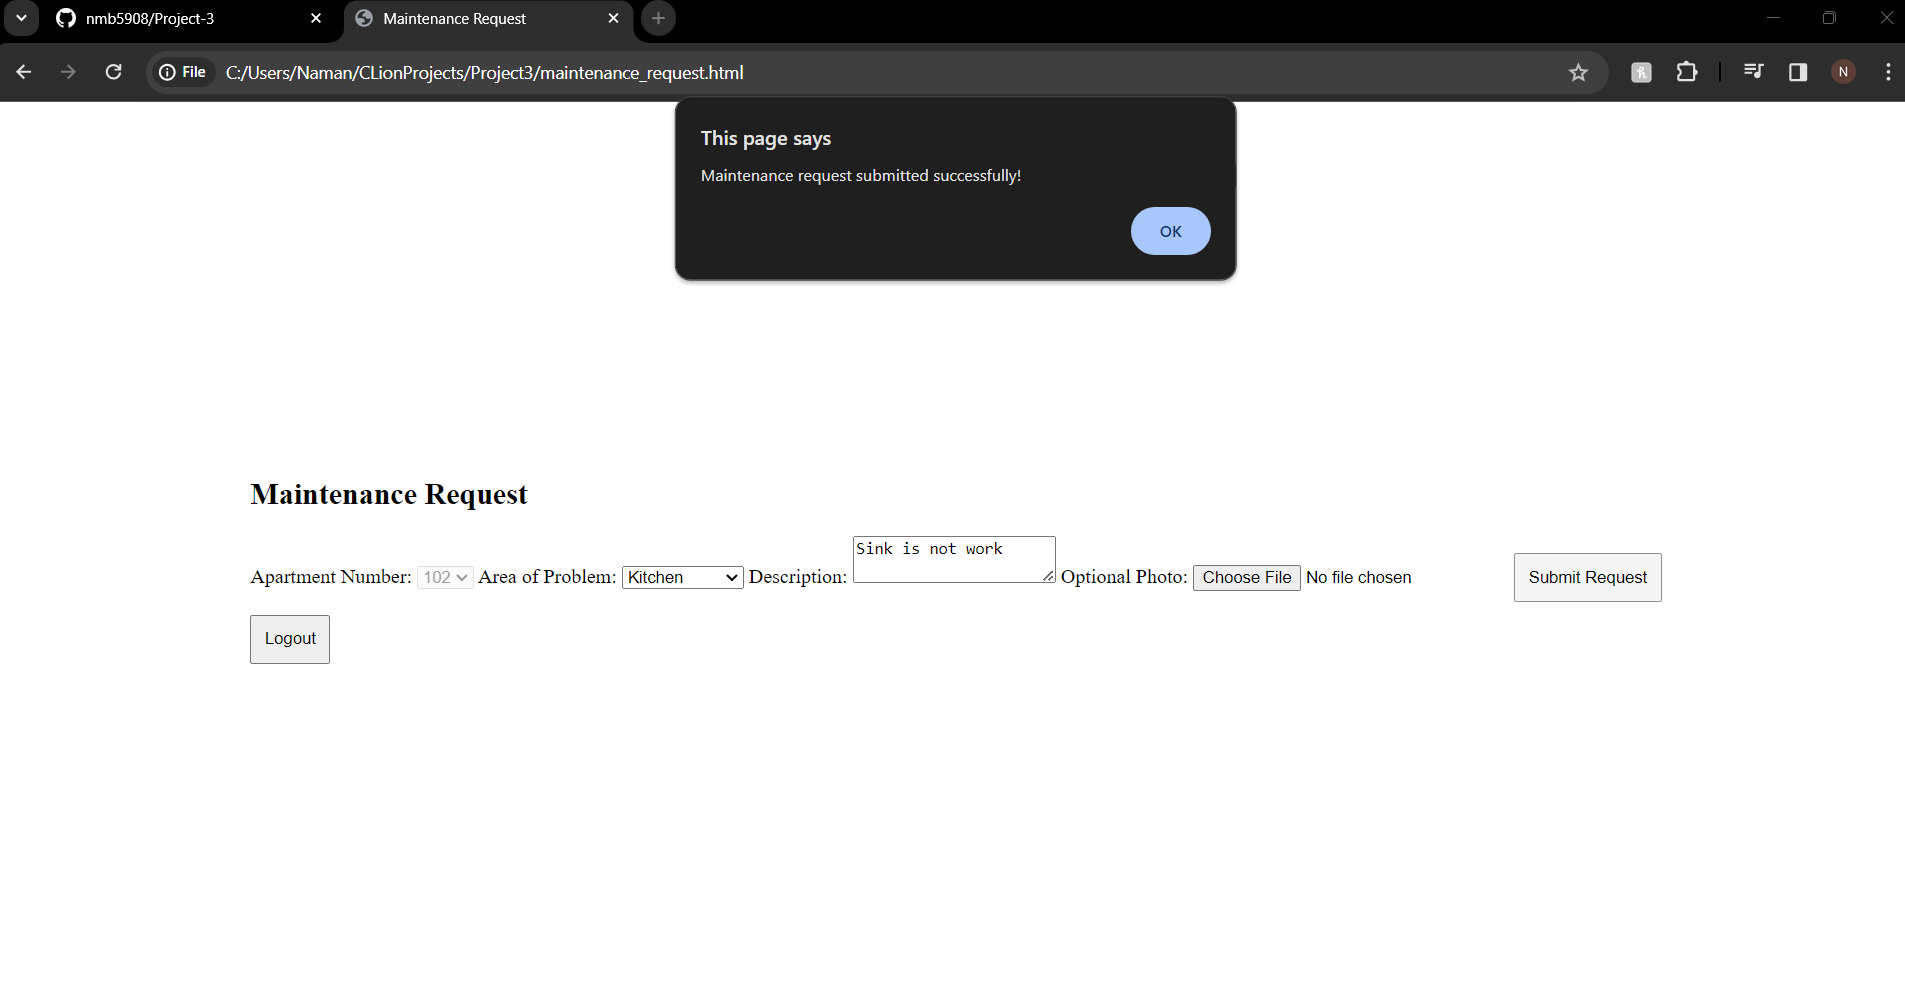 nmb5908/Project-3
Maintenance Request
File
C:/Users/Naman/CLionProjects/Project3/maintenance_request.html
N
This page says
Maintenance request submitted successfully!
OK
Maintenance Request
Apartment Number: 102 Area of Problem: Kitchen Description: Sink is not work Optional Photo: Choose File No file chosen Submit Request
Logout